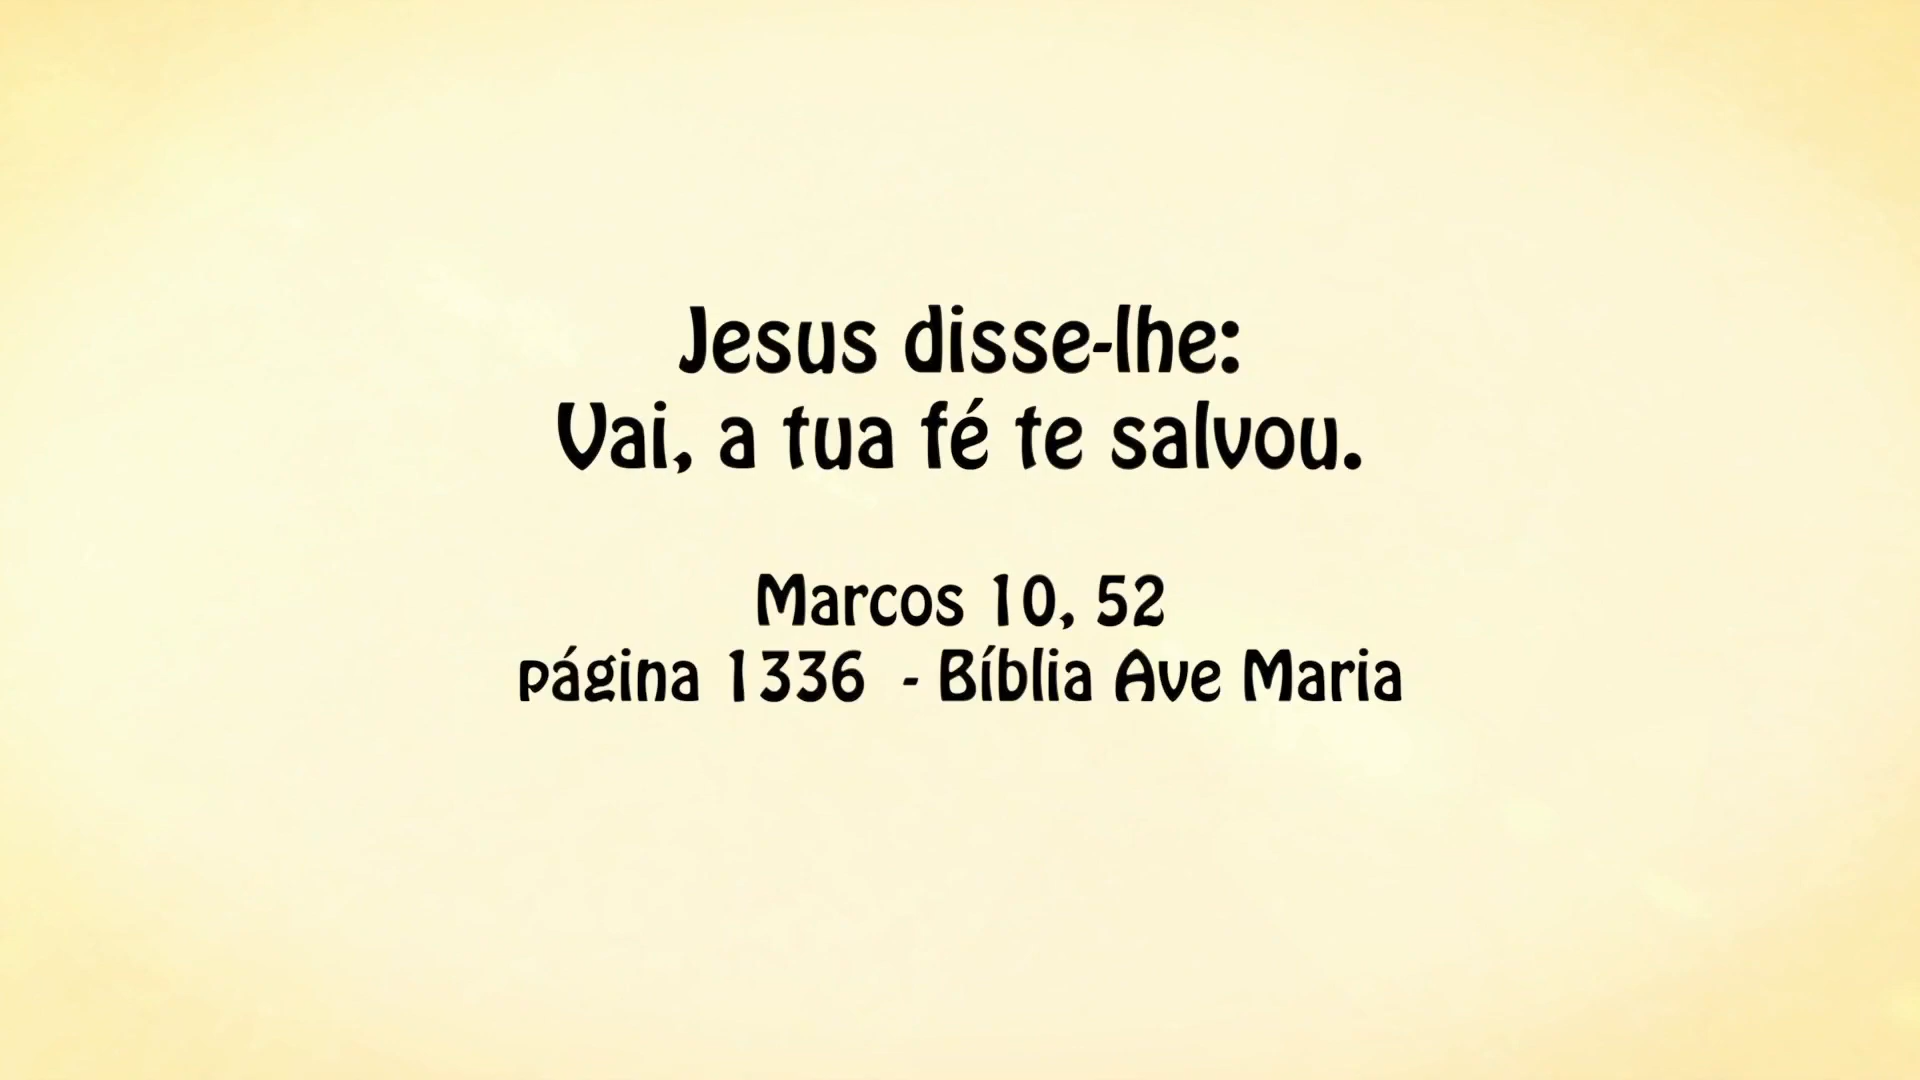 Jesus disse-lhe:
Vai, a tua fé te salvou.
Marcos 10, 52
página 1336 - Bíblia Ave Maria